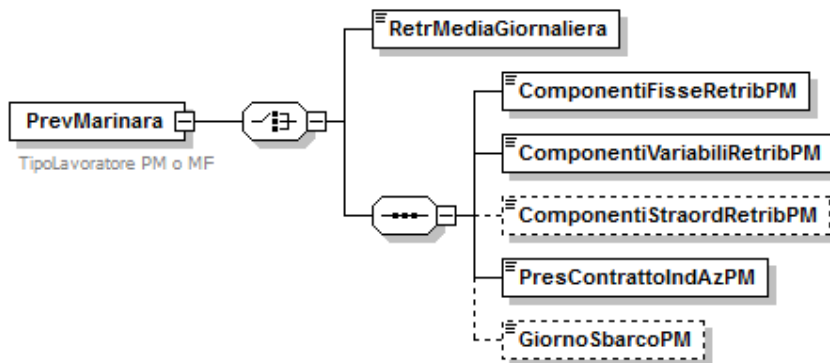 RetrMediaGiornaliera
PrevMarinara
TipoLavoratore PM o MF
ComponentiFisseRetribPM
ComponentiVariabiliRetribPM
ComponentiStraordRetribPM
PresContrattoIndAzPM
GiornoSbarcoPM